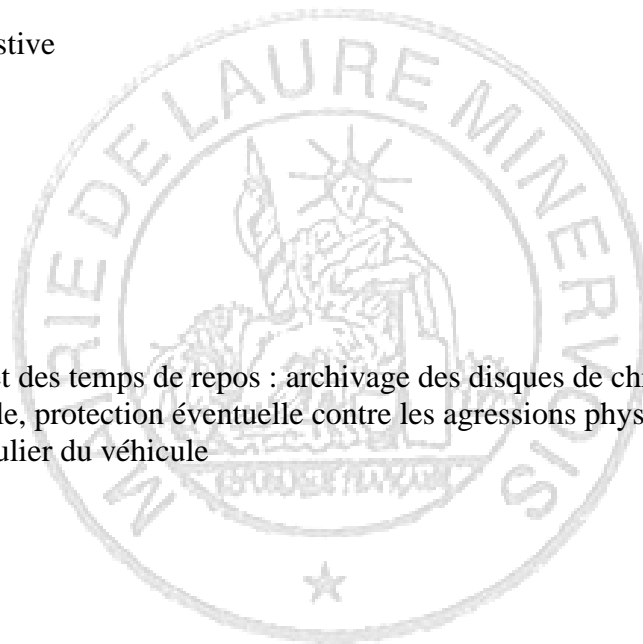 stive
MAIRIE DE LAURE MINERVOIS
et des temps de repos : archivage des disques de ch
le, protection éventuelle contre les agressions phys
ulier du véhicule